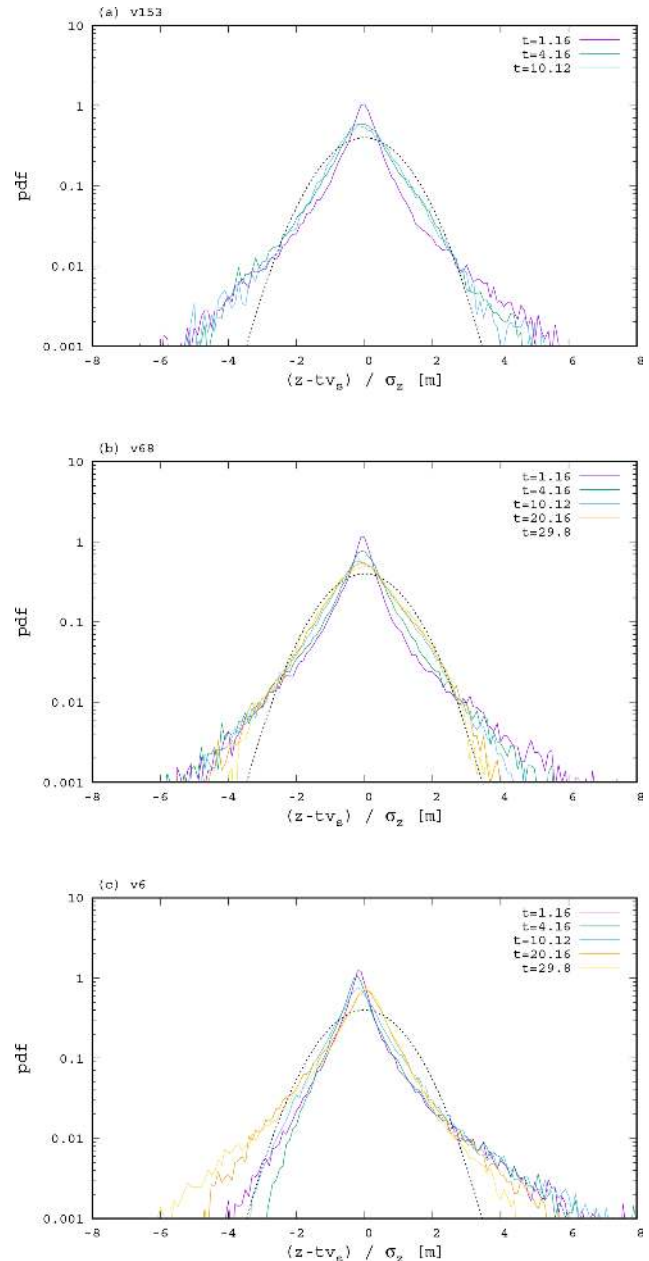 (a) v153
10
1
0.1
0.01
0.001
pdf
t=1.16
t=4.16
t=10.12
-8 -6 -4 -2 0 2 4 6 8
(z-tvₛ) / σ_z [m]
(b) v68
10
1
0.1
0.01
0.001
pdf
t=1.16
t=4.16
t=10.12
t=20.16
t=29.8
-8 -6 -4 -2 0 2 4 6 8
(z-tvₛ) / σ_z [m]
(c) v6
10
1
0.1
0.01
0.001
pdf
t=1.16
t=4.16
t=10.12
t=20.16
t=29.8
-8 -6 -4 -2 0 2 4 6 8
(z-tvₛ) / σ_z [m]